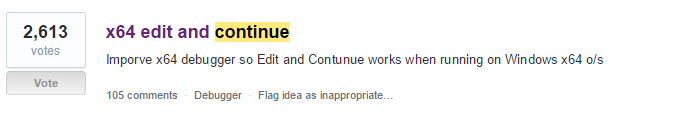 2,613
votes
Vote
x64 edit and continue
Imporve x64 debugger so Edit and Contunue works when running on Windows x64 o/s
105 comments · Debugger · Flag idea as inappropriate...